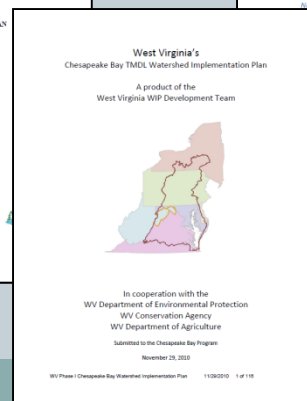 West Virginia's
Chesapeake Bay TMDL Watershed Implementation Plan
A product of the
West Virginia WIP Development Team
In cooperation with the
WV Department of Environmental Protection
WV Conservation Agency
WV Department of Agriculture
Submitted to the Chesapeake Bay Program
November 29, 2010
WV Phase I Chesapeake Bay Watershed Implementation Plan 11/29/2010 1 of 116